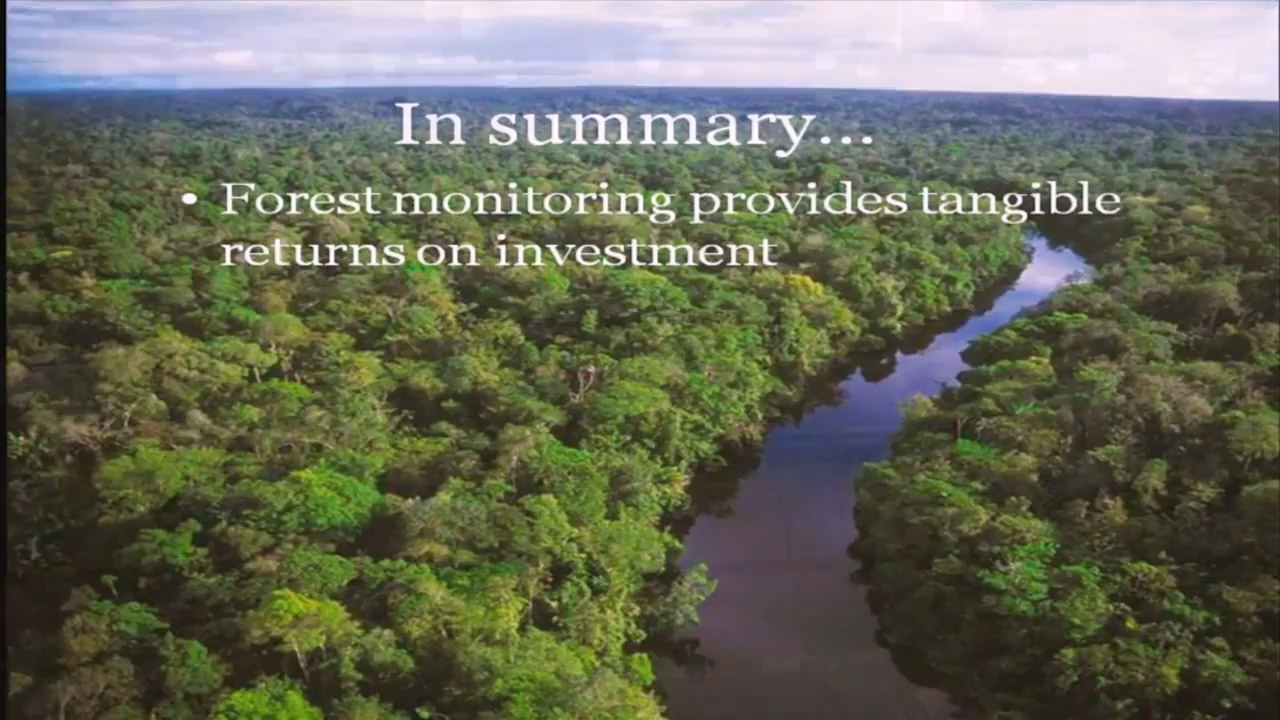 In summary...
• Forest monitoring provides tangible
returns on investment